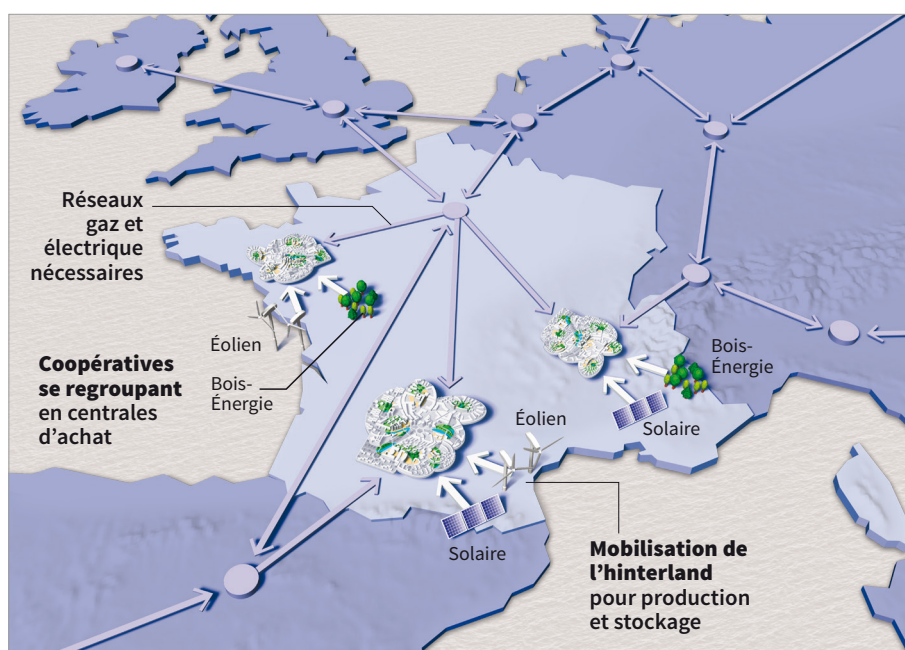 Réseaux
gaz et
électrique
nécessaires
Éolien
Bois-
Énergie
Coopératives
se regroupant
en centrales
d’achat
Bois-
Énergie
Solaire
Éolien
Solaire
Mobilisation de
l’hinterland
pour production
et stockage